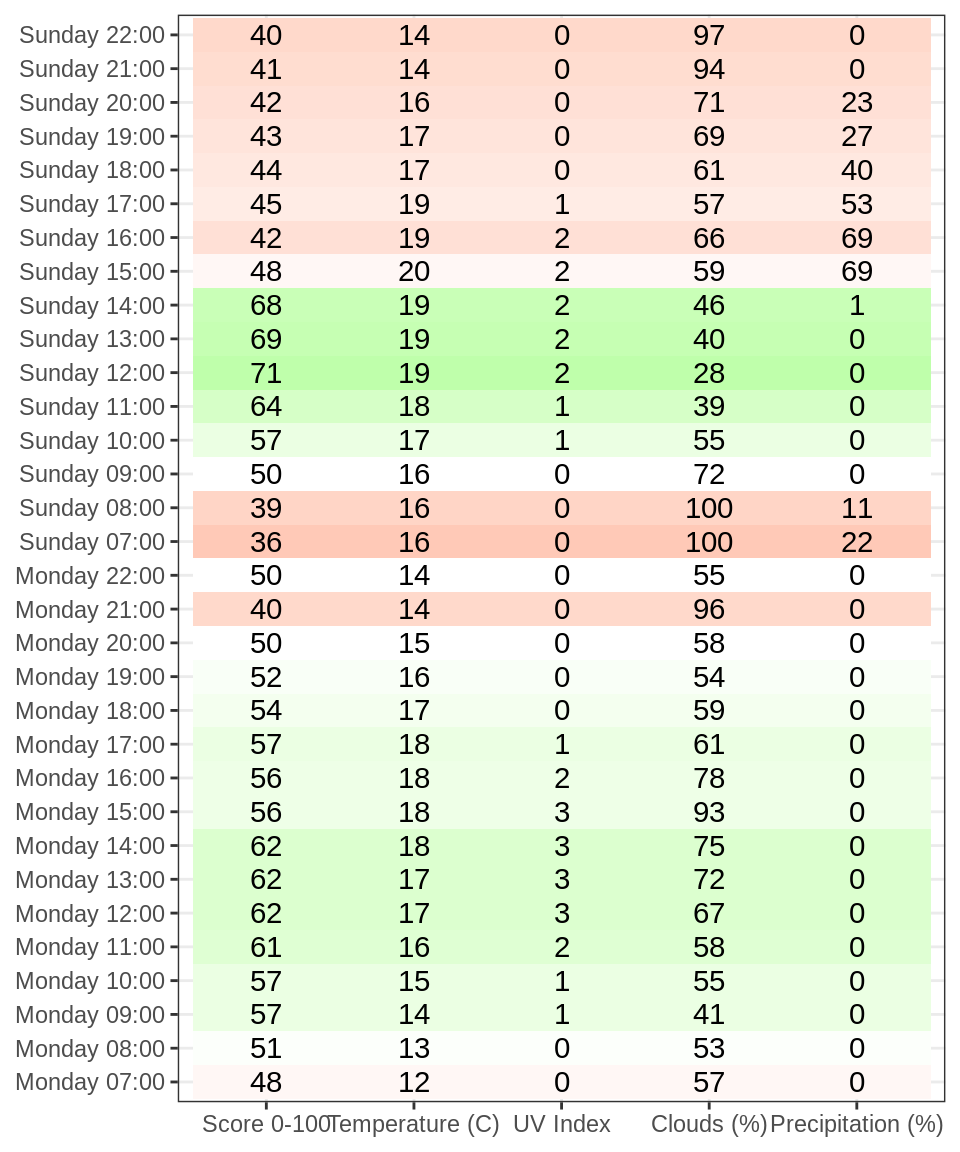 Sunday 22:00 40 14 0 97 0
Sunday 21:00 41 14 0 94 0
Sunday 20:00 42 16 0 71 23
Sunday 19:00 43 17 0 69 27
Sunday 18:00 44 17 0 61 40
Sunday 17:00 45 19 1 57 53
Sunday 16:00 42 19 2 66 69
Sunday 15:00 48 20 2 59 69
Sunday 14:00 68 19 2 46 1
Sunday 13:00 69 19 2 40 0
Sunday 12:00 71 19 2 28 0
Sunday 11:00 64 18 1 39 0
Sunday 10:00 57 17 1 55 0
Sunday 09:00 50 16 0 72 0
Sunday 08:00 39 16 0 100 11
Sunday 07:00 36 16 0 100 22
Monday 22:00 50 14 0 55 0
Monday 21:00 40 14 0 96 0
Monday 20:00 50 15 0 58 0
Monday 19:00 52 16 0 54 0
Monday 18:00 54 17 0 59 0
Monday 17:00 57 18 1 61 0
Monday 16:00 56 18 2 78 0
Monday 15:00 56 18 3 93 0
Monday 14:00 62 18 3 75 0
Monday 13:00 62 17 3 72 0
Monday 12:00 62 17 3 67 0
Monday 11:00 61 16 2 58 0
Monday 10:00 57 15 1 55 0
Monday 09:00 57 14 1 41 0
Monday 08:00 51 13 0 53 0
Monday 07:00 48 12 0 57 0
Score 0-100 Temperature (C) UV Index Clouds (%) Precipitation (%)